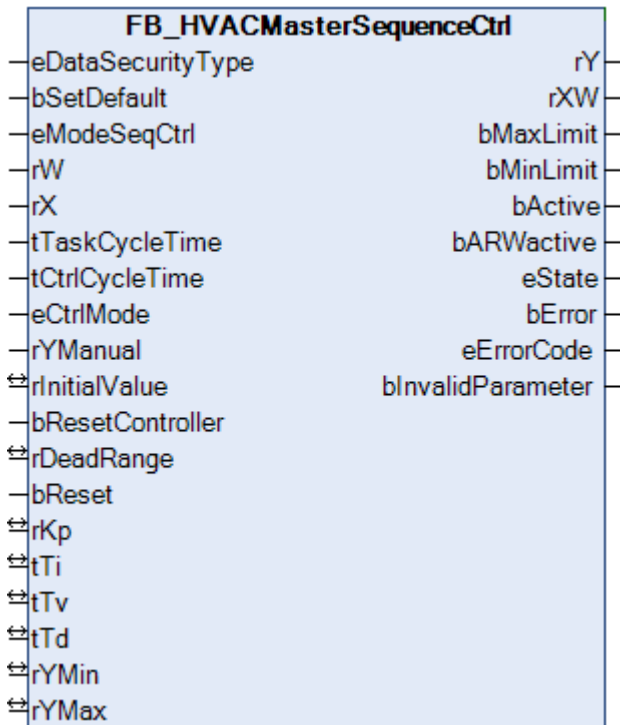 FB_HVACMasterSequenceCtrl
eDataSecurityType rY
bSetDefault rXW
eModeSeqCtrl bMaxLimit
rW bMinLimit
rX bActive
tTaskCycleTime bARWactive
tCtrlCycleTime eState
eCtrlMode bError
rYManual eErrorCode
rInitialValue bInvalidParameter
bResetController
rDeadRange
bReset
rKp
tTi
tTv
tTd
rYMin
rYMax